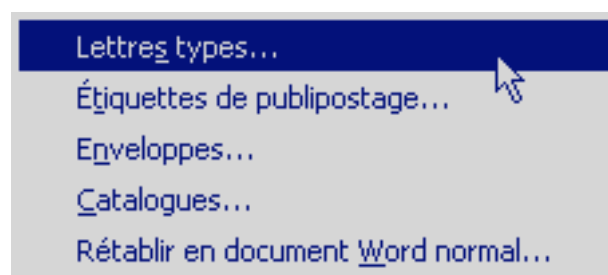 Lettres types...
Étiquettes de publipostage...
Enveloppes...
Catalogues...
Rétablir en document Word normal...